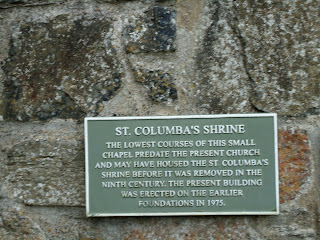 ST. COLUMBA'S SHRINE
THE LOWEST COURSES OF THIS SMALL
CHAPEL PREDATE THE PRESENT CHURCH
AND MAY HAVE HOUSED THE ST. COLUMBA'S
SHRINE BEFORE IT WAS REMOVED IN THE
NINTH CENTURY. THE PRESENT BUILDING
WAS ERECTED ON THE EARLIER
FOUNDATIONS IN 1975.